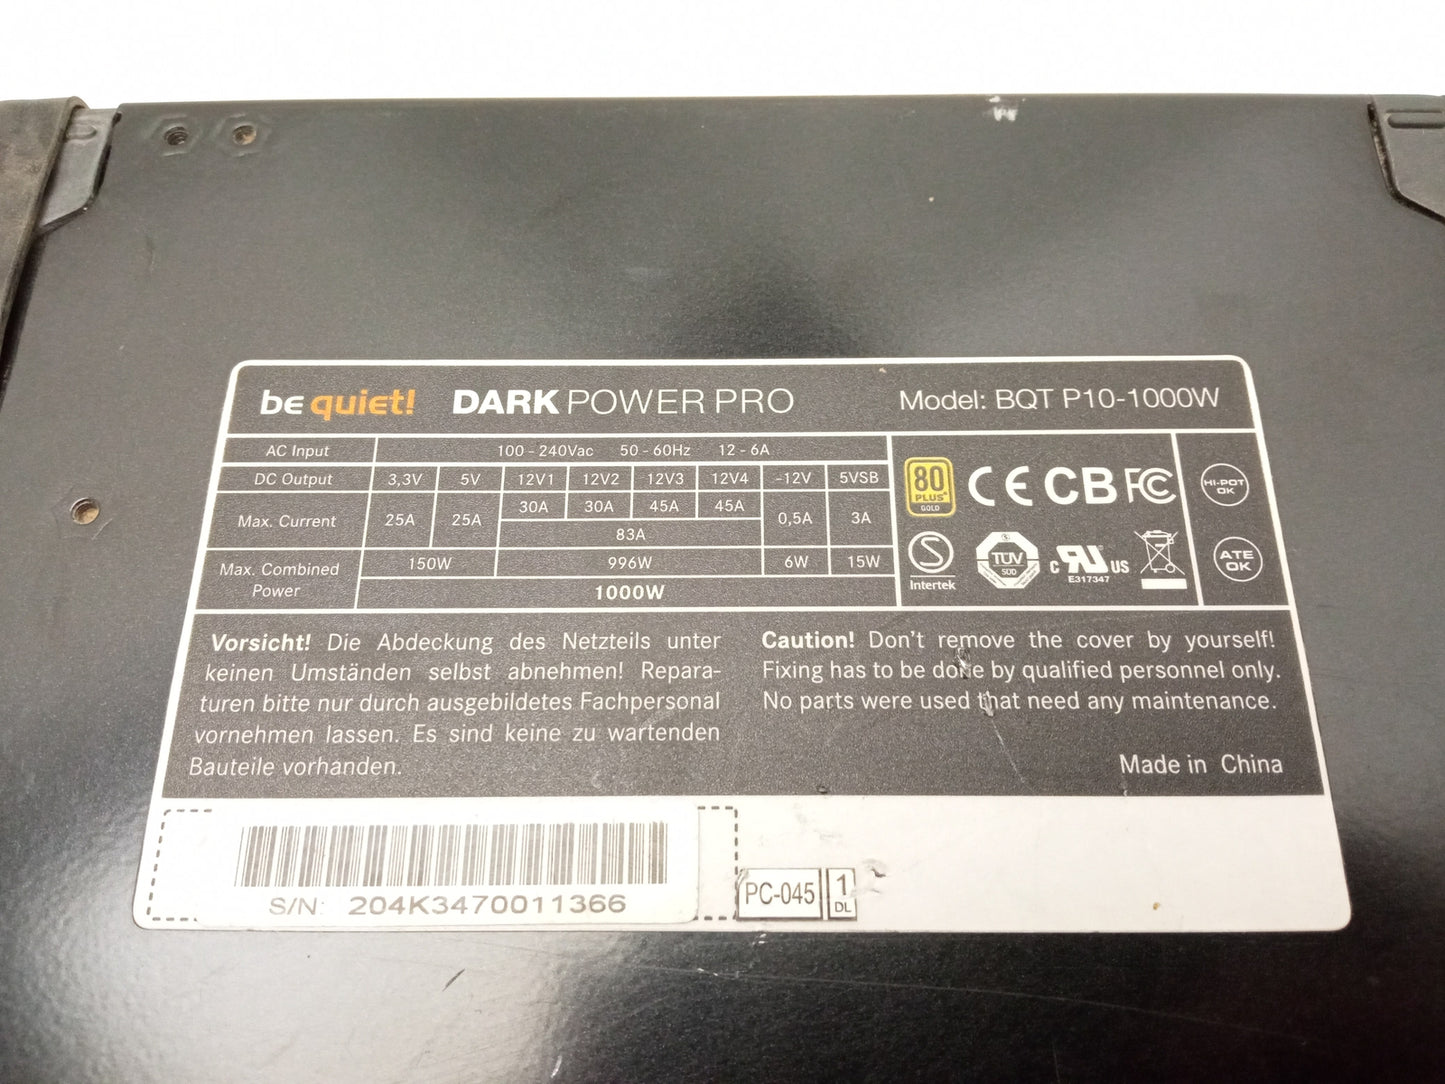 be quiet! DARK POWER PRO Model: BQT P10-1000W
AC Input 100 - 240Vac 50 - 60Hz 12 - 6A
DC Output 3,3V 5V 12V1 12V2 12V3 12V4 -12V 5VSB
Max. Current 25A 25A 30A 30A 45A 45A 0,5A 3A
83A
Max. Combined Power 150W 996W 6W 15W
1000W
80 PLUS GOLD
CE CB FC
HI-POT OK
Intertek
TÜV SÜD
c RU US
E317347
ATE OK
Vorsicht! Die Abdeckung des Netzteils unter
keinen Umständen selbst abnehmen! Repara-
turen bitte nur durch ausgebildetes Fachpersonal
vornehmen lassen. Es sind keine zu wartenden
Bauteile vorhanden.
Caution! Don't remove the cover by yourself!
Fixing has to be done by qualified personnel only.
No parts were used that need any maintenance.
Made in China
S/N: 204K3470011366
PC-045 1 DL